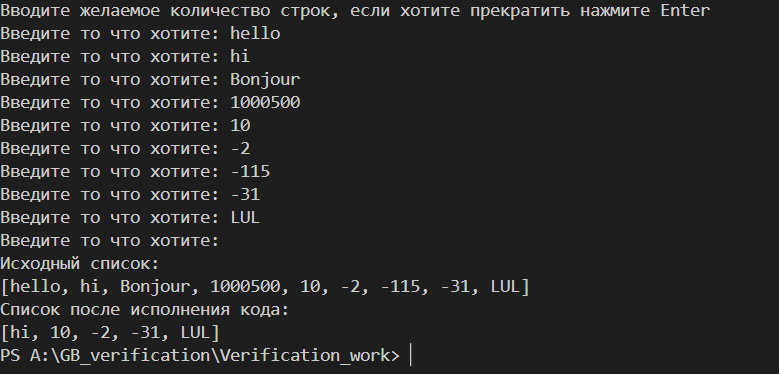 Вводите желаемое количество строк, если хотите прекратить нажмите Enter
Введите то что хотите: hello
Введите то что хотите: hi
Введите то что хотите: Bonjour
Введите то что хотите: 1000500
Введите то что хотите: 10
Введите то что хотите: -2
Введите то что хотите: -115
Введите то что хотите: -31
Введите то что хотите: LUL
Введите то что хотите:
Исходный список:
[hello, hi, Bonjour, 1000500, 10, -2, -115, -31, LUL]
Список после исполнения кода:
[hi, 10, -2, -31, LUL]
PS A:\GB_verification\Verification_work>